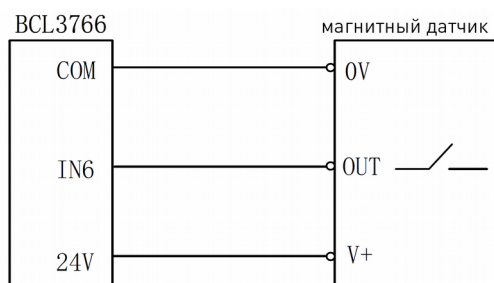 BCL3766
магнитный датчик
COM
0V
IN6
OUT
24V
V+